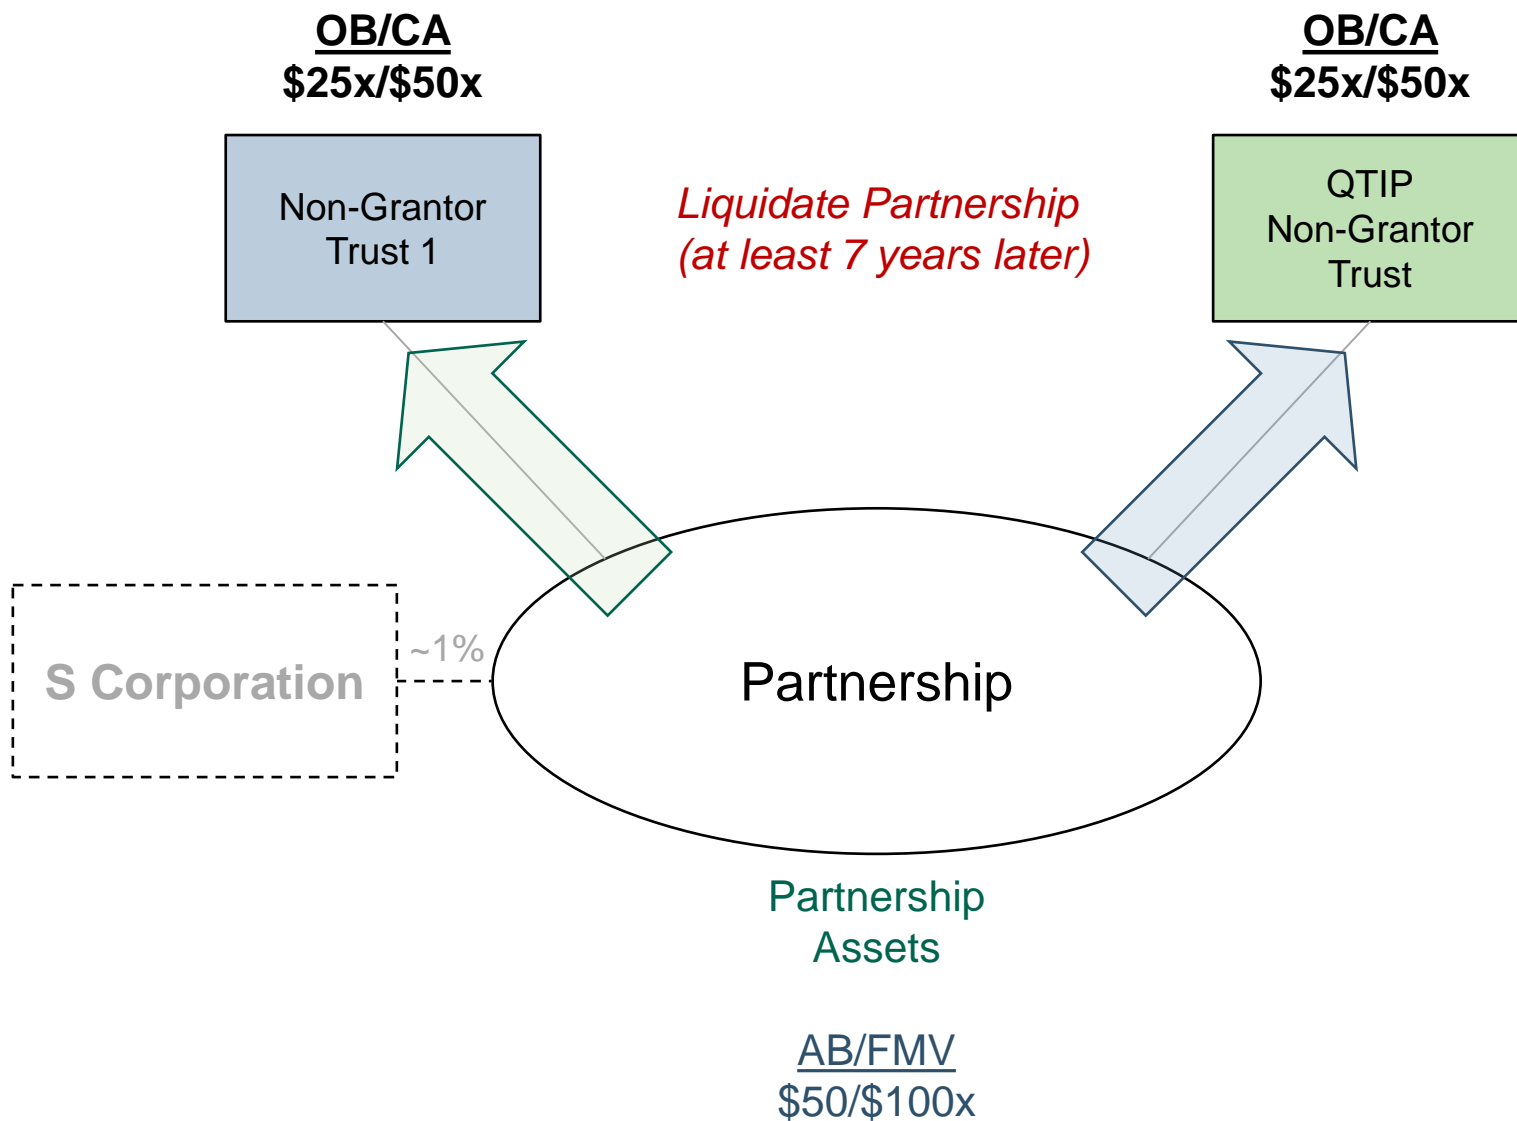 OB/CA
$25x/$50x
OB/CA
$25x/$50x
Non-Grantor
Trust 1
Liquidate Partnership
(at least 7 years later)
QTIP
Non-Grantor
Trust
S Corporation
~1%
Partnership
Partnership
Assets
AB/FMV
$50/$100x